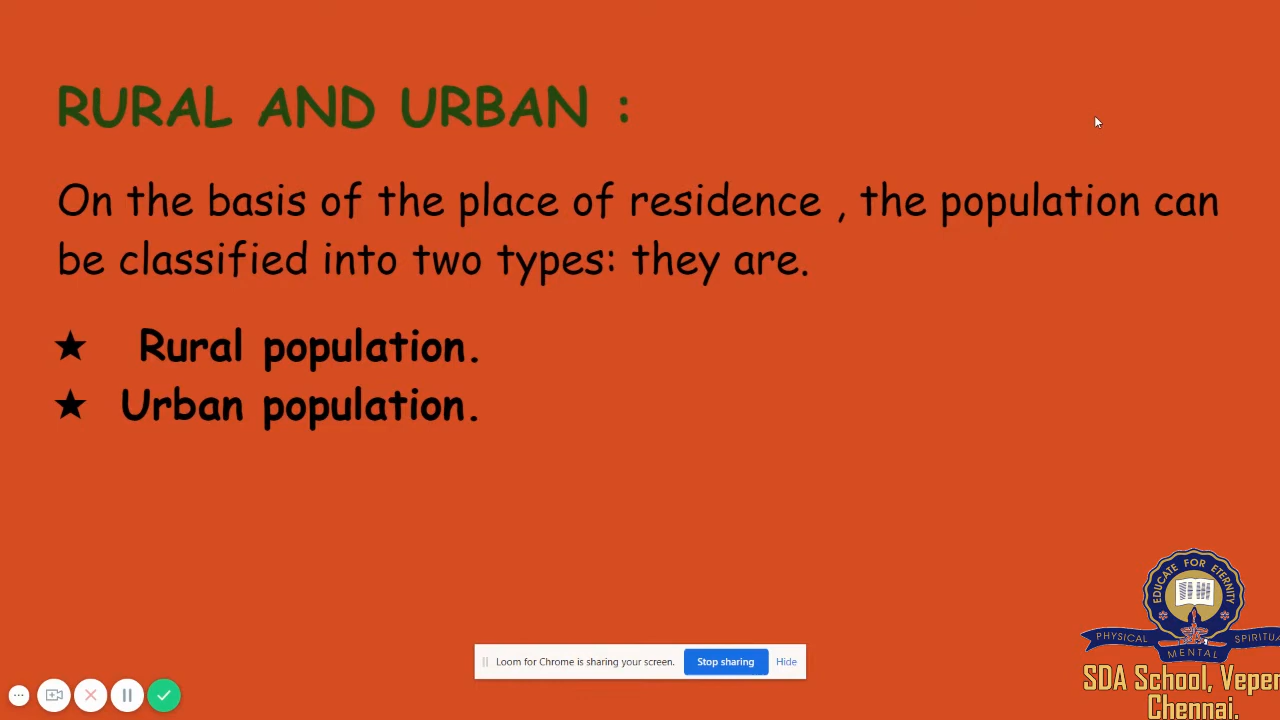 RURAL AND URBAN :
On the basis of the place of residence , the population can
be classified into two types: they are.
★ Rural population.
★ Urban population.
EDUCATE FOR ETERNITY
PHYSICAL
MENTAL
Loom for Chrome is sharing your screen. Stop sharing Hide
SDA School,
Chennai.